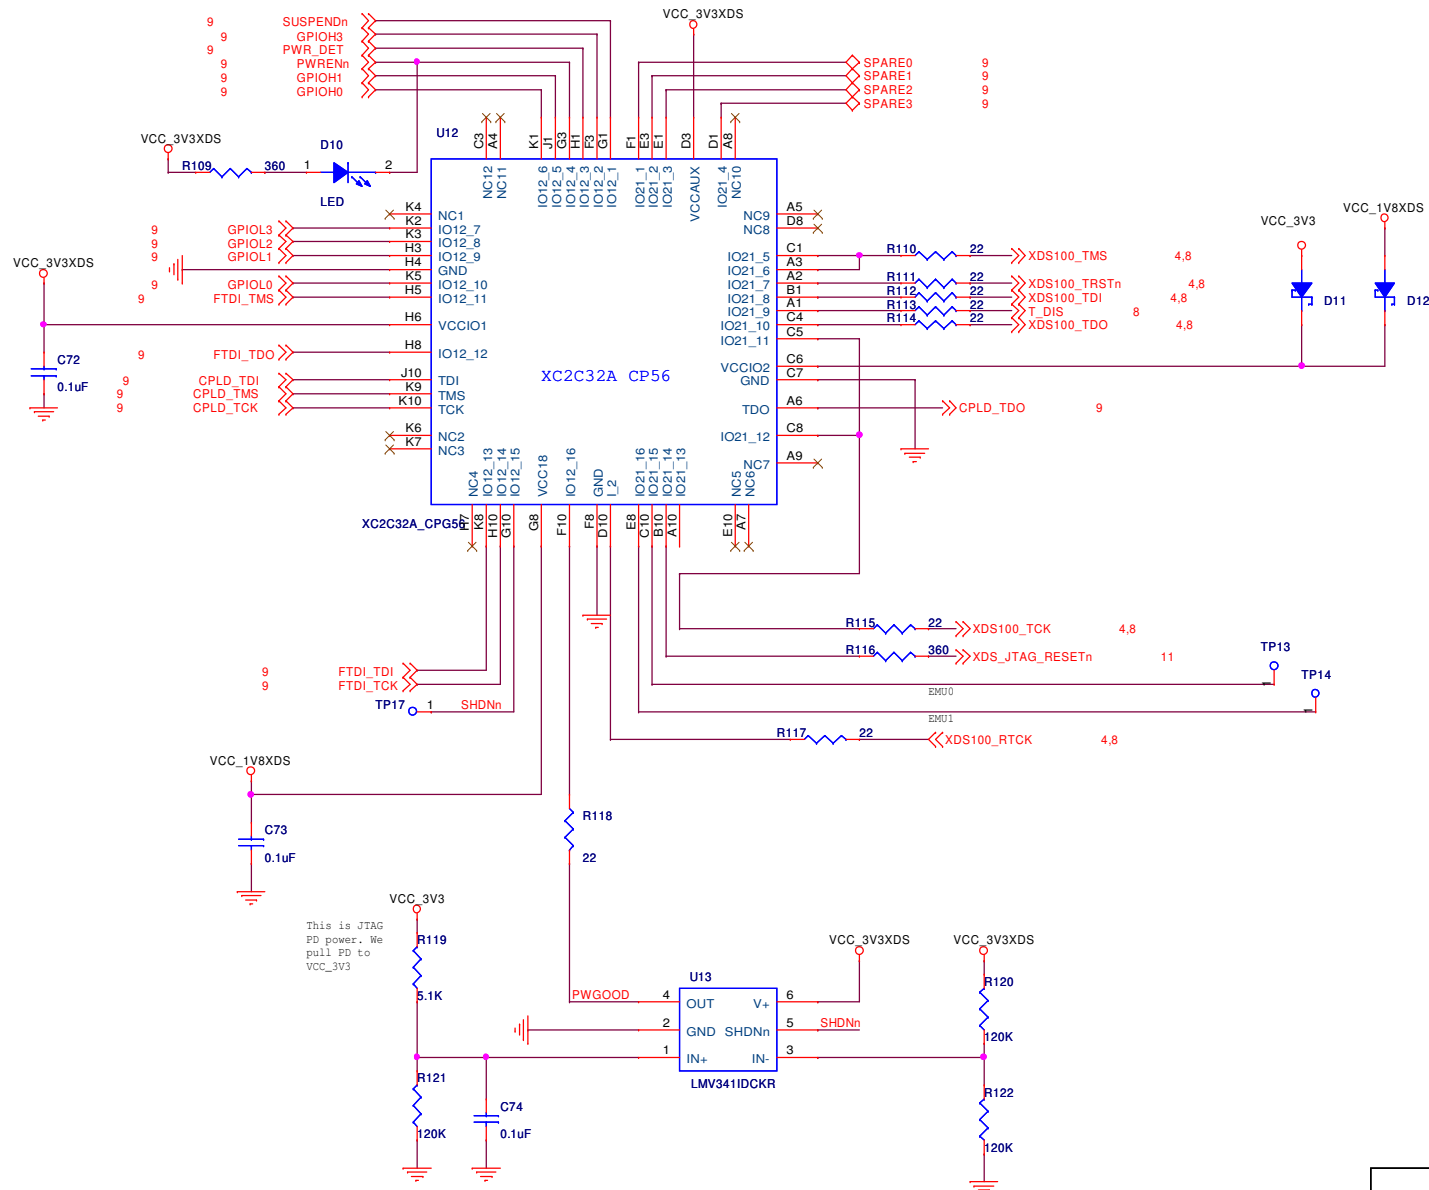 VCC_3V3XDS
9 SUSPENDn
9 GPIOH3
9 PWR_DET
9 PWRENn
9 GPIOH1
9 GPIOH0
SPARE0 9
SPARE1 9
SPARE2 9
SPARE3 9
U12
C3 A4 K1 J1 G3 H1 F3 G1 F1 E3 E1 D3 D1 A8
NC12 NC11 IO12_6 IO12_5 IO12_4 IO12_3 IO12_2 IO12_1 IO21_1 IO21_2 IO21_3 VCCAUX IO21_4 NC10
VCC_3V3XDS
R109 360 1 D10 2
LED
K4 NC1
9 GPIOL3 K2 IO12_7
9 GPIOL2 K3 IO12_8
9 GPIOL1 H3 IO12_9
H4 GND
9 GPIOL0 K5 IO12_10
9 FTDI_TMS H5 IO12_11
VCC_3V3XDS
H6 VCCIO1
C72
0.1uF
9 FTDI_TDO H8 IO12_12
9 CPLD_TDI J10 TDI
9 CPLD_TMS K9 TMS
9 CPLD_TCK K10 TCK
K6 NC2
K7 NC3
XC2C32A CP56
NC9 A5
NC8 D8
IO21_5 C1 R110 22 XDS100_TMS 4,8
IO21_6 A3
IO21_7 A2 R111 22 XDS100_TRSTn 4,8
IO21_8 B1 R112 22 XDS100_TDI 4,8
IO21_9 A1 R113 22 T_DIS 8
IO21_10 C4 R114 22 XDS100_TDO 4,8
IO21_11 C5
VCCIO2 C6
GND C7
TDO A6 CPLD_TDO 9
IO21_12 C8
NC7 A9
VCC_3V3
VCC_1V8XDS
D11
D12
NC4 IO12_13 IO12_14 IO12_15 VCC18 IO12_16 GND I_2 IO21_16 IO21_15 IO21_14 IO21_13 NC5 NC6
H7 K8 H10 G10 G8 F10 F8 D10 E8 C10 B10 A10 E10 A7
XC2C32A_CPG56
R115 22 XDS100_TCK 4,8
R116 360 XDS_JTAG_RESETn 11
TP13
1
EMU0
TP14
1
EMU1
R117 22 XDS100_RTCK 4,8
9 FTDI_TDI
9 FTDI_TCK
TP17 1 SHDNn
VCC_1V8XDS
C73
0.1uF
R118
22
VCC_3V3
This is JTAG
PD power. We
pull PD to
VCC_3V3
R119
5.1K
VCC_3V3XDS
VCC_3V3XDS
U13
PWGOOD 4 OUT V+ 6
2 GND SHDNn 5 SHDNn
1 IN+ IN- 3
LMV341IDCKR
R120
120K
R121
120K
C74
0.1uF
R122
120K